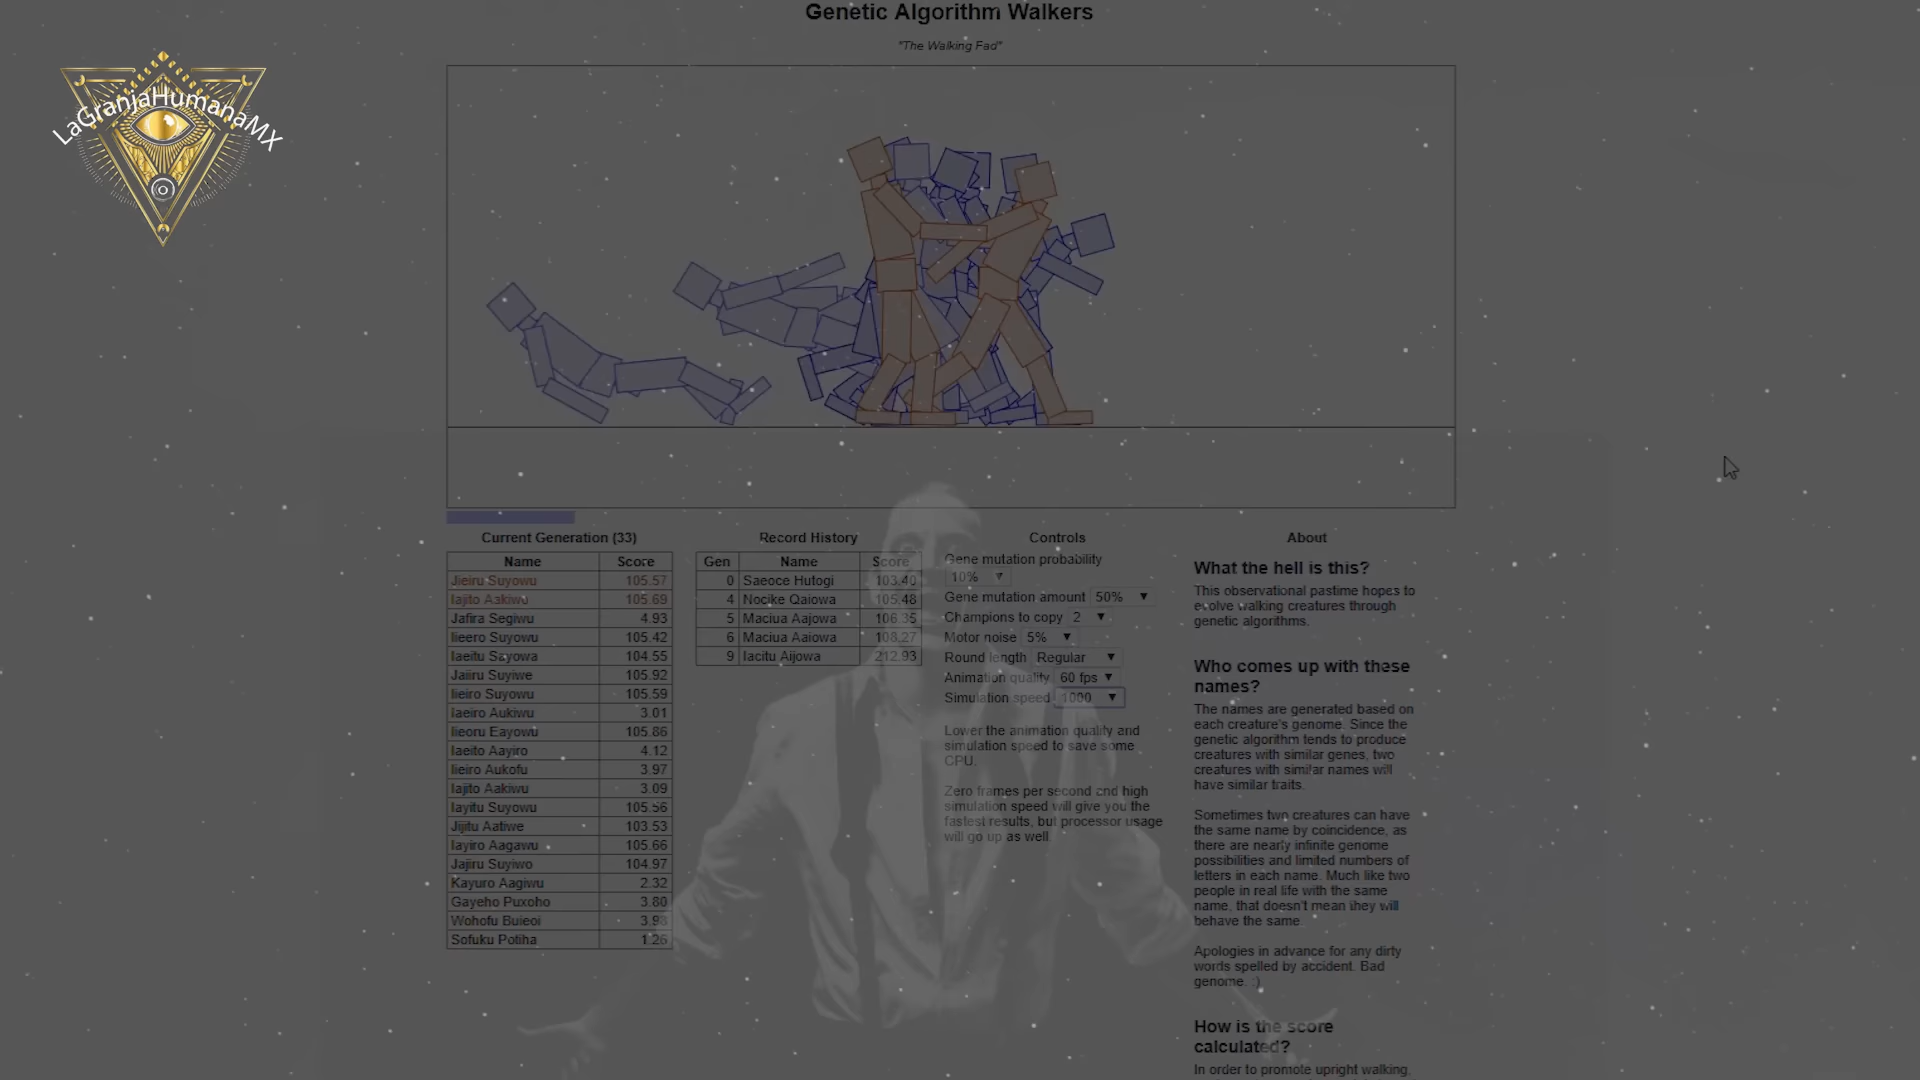 Genetic Algorithm Walkers
"The Walking Fad"
LaGranjaHumanaMX
Current Generation (33)
Name Score
Jieiru Suyowu 105.57
Iajito Aakiwu 105.69
Jafira Segiwu 4.93
Iieero Suyowu 105.42
Iaeitu Sayowa 104.55
Jaiiru Suyiwe 105.92
Iieiro Suyowu 105.59
Iaeiro Aukiwu 3.01
Iieoru Eayowu 105.86
Iaeito Aayiro 4.12
Iieiro Aukofu 3.97
Iajito Aakiwu 3.09
Iayitu Suyowu 105.56
Jijitu Aatiwe 103.53
Iayiro Aagawu 105.66
Jajiru Suyiwo 104.97
Kayuro Aagiwu 2.32
Gayeho Puxoho 3.80
Wohofu Buieoi 3.93
Sofuku Potiha 1.26
Record History
Gen Name Score
0 Saeoce Hutogi 103.40
4 Nocike Qaiowa 105.48
5 Maciua Aajowa 106.35
6 Maciua Aaiowa 108.27
9 Iacitu Aijowa 212.93
Controls
Gene mutation probability
10%
Gene mutation amount 50%
Champions to copy 2
Motor noise 5%
Round length Regular
Animation quality 60 fps
Simulation speed 1000
Lower the animation quality and
simulation speed to save some
CPU.
Zero frames per second and high
simulation speed will give you the
fastest results, but processor usage
will go up as well.
About
What the hell is this?
This observational pastime hopes to
evolve walking creatures through
genetic algorithms.
Who comes up with these
names?
The names are generated based on
each creature's genome. Since the
genetic algorithm tends to produce
creatures with similar genes, two
creatures with similar names will
have similar traits.
Sometimes two creatures can have
the same name by coincidence, as
there are nearly infinite genome
possibilities and limited numbers of
letters in each name. Much like two
people in real life with the same
name, that doesn't mean they will
behave the same.
Apologies in advance for any dirty
words spelled by accident. Bad
genome. :)
How is the score
calculated?
In order to promote upright walking,